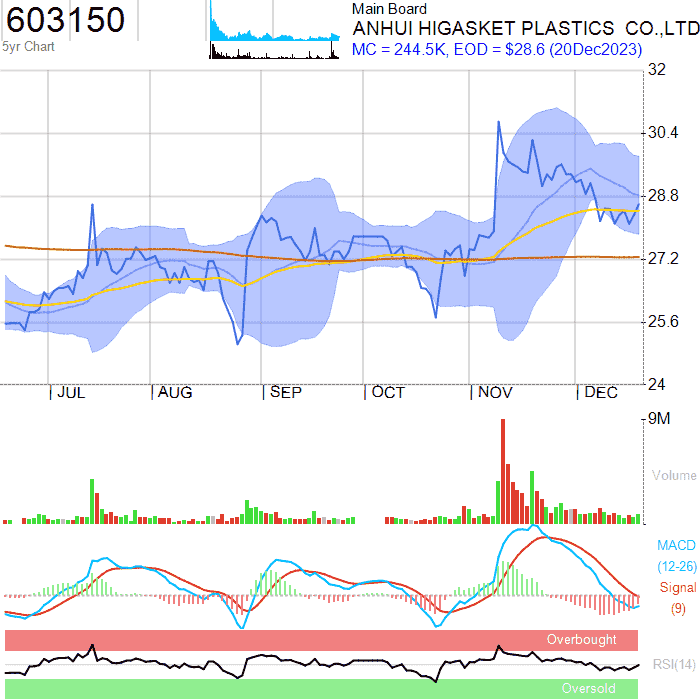 603150
5yr Chart
Main Board
ANHUI HIGASKET PLASTICS CO.,LTD
MC = 244.5K, EOD = $28.6 (20Dec2023)
32
30.4
28.8
27.2
25.6
24
JUL AUG SEP OCT NOV DEC
9M
Volume
MACD
(12-26)
Signal
(9)
Overbought
RSI(14)
Oversold